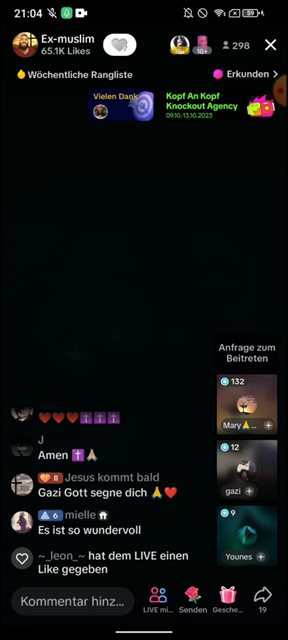 21:04
Ex-muslim
65.1K Likes
10+
298
Wöchentliche Rangliste
Erkunden >
Vielen Dank
Kopf An Kopf
Knockout Agency
09.10-13.10.2023
Anfrage zum
Beitreten
132
Mary🙏... +
❤❤❤✝✝✝
J
Amen ✝🙏
12
gazi +
II Jesus kommt bald
Gazi Gott segne dich 🙏❤
6 mielle
Es ist so wundervoll
9
Younes +
~_leon_~ hat dem LIVE einen
Like gegeben
Kommentar hinz...
LIVE mi...
Senden
Gesche...
19